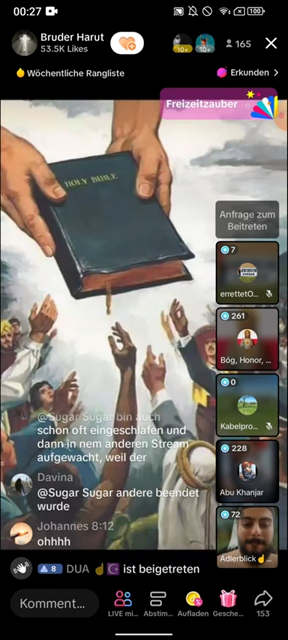 00:27
100
Bruder Harut
53.5K Likes
10+
10+
165
Wöchentliche Rangliste
Erkunden
Freizeitzauber
HOLY BIBLE
Anfrage zum
Beitreten
7
errettetO...
261
Bóg, Honor, ...
0
Kabelpro...
228
Abu Khanjar
72
Adlerblick☝...
@Sugar Sugar bin auch
schon oft eingeschlafen und
dann in nem anderen Stream
aufgewacht, weil der
Davina
@Sugar Sugar andere beendet
wurde
Johannes 8:12
ohhhh
8 DUA ☝☪ ist beigetreten
Komment...
LIVE mi...
Abstim...
Aufladen
Gesche...
153